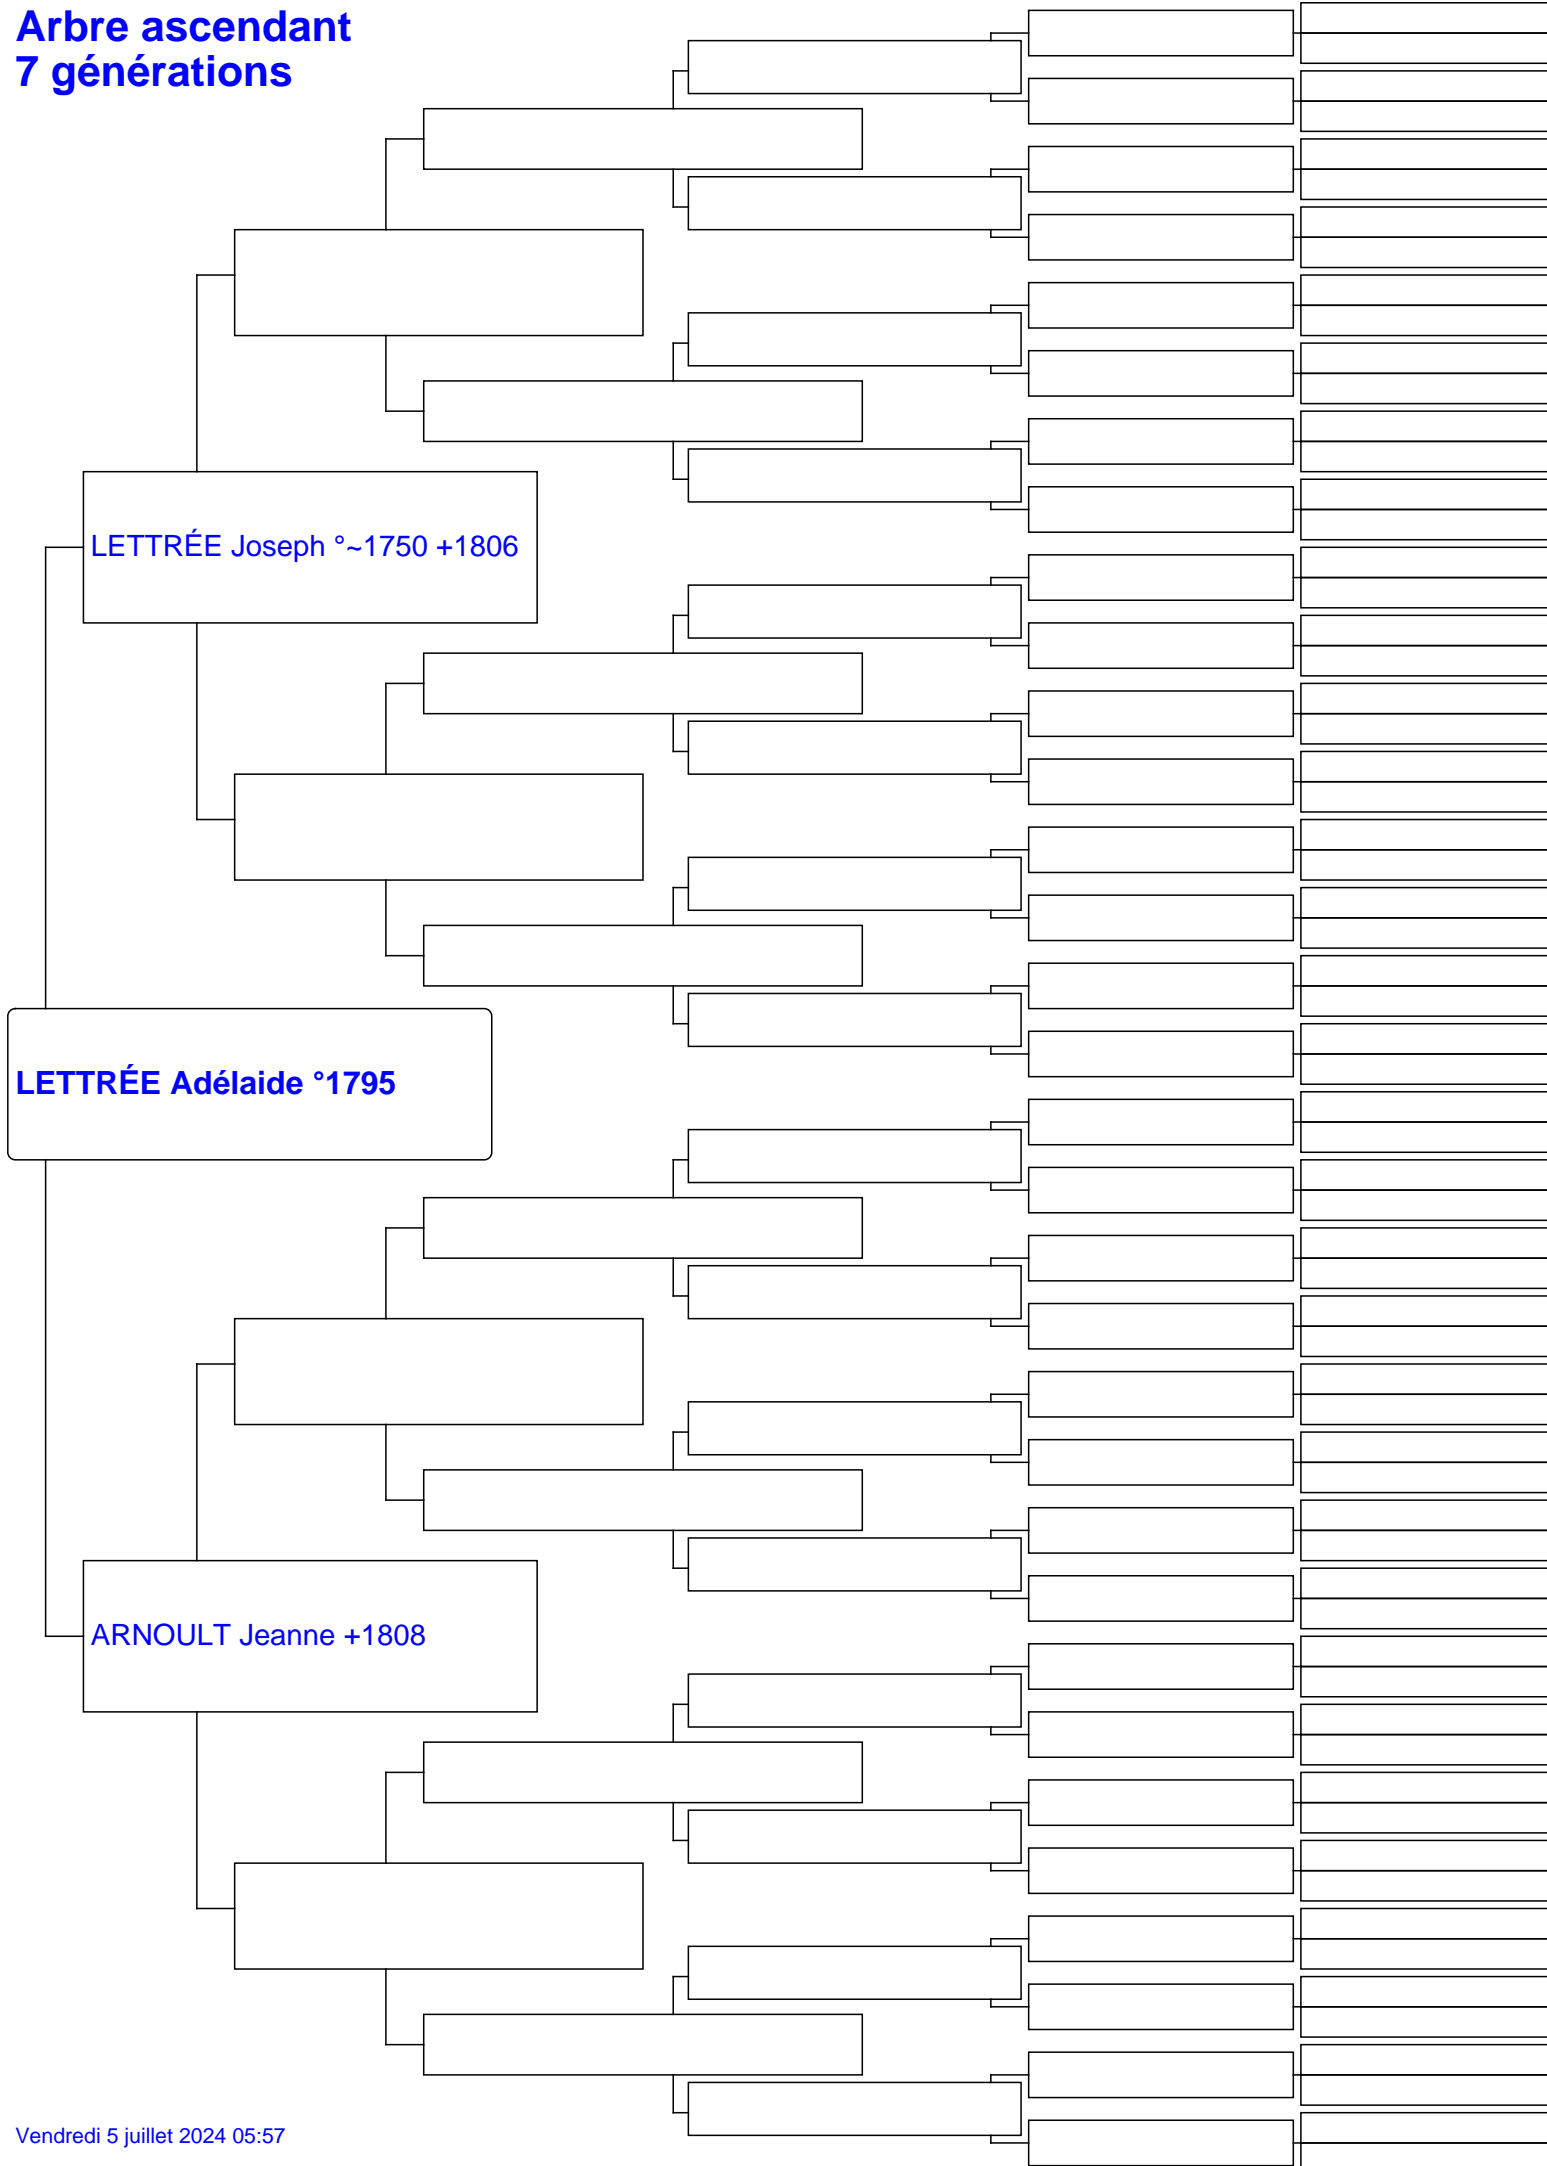 Arbre ascendant
7 générations
LETTRÉE Joseph °~1750 +1806
LETTRÉE Adélaide °1795
ARNOULT Jeanne +1808
Vendredi 5 juillet 2024 05:57